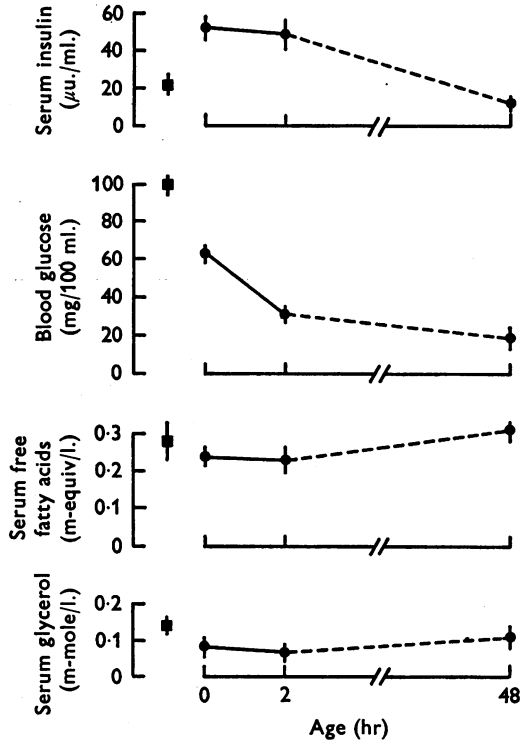 Serum insulin
(μu./ml.)
60
40
20
0
Blood glucose
(mg/100 ml.)
100
80
60
40
20
0
Serum free
fatty acids
(m-equiv/l.)
0·3
0·2
0·1
0
Serum glycerol
(m-mole/l.)
0·2
0·1
0
0
2
48
Age (hr)